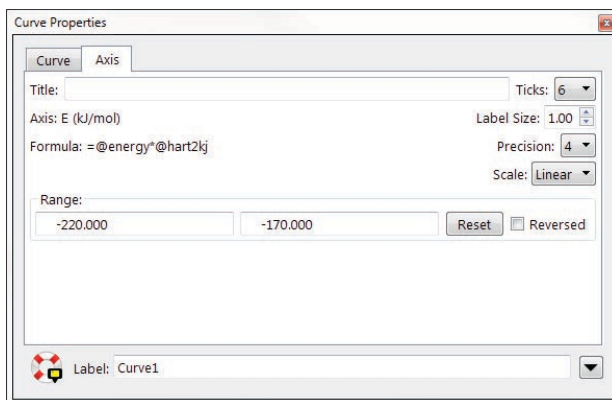 Curve Properties
Curve Axis
Title: Ticks: 6
Axis: E (kJ/mol) Label Size: 1.00
Formula: =@energy*@hart2kj Precision: 4
Scale: Linear
Range:
-220.000 -170.000 Reset Reversed
Label: Curve1